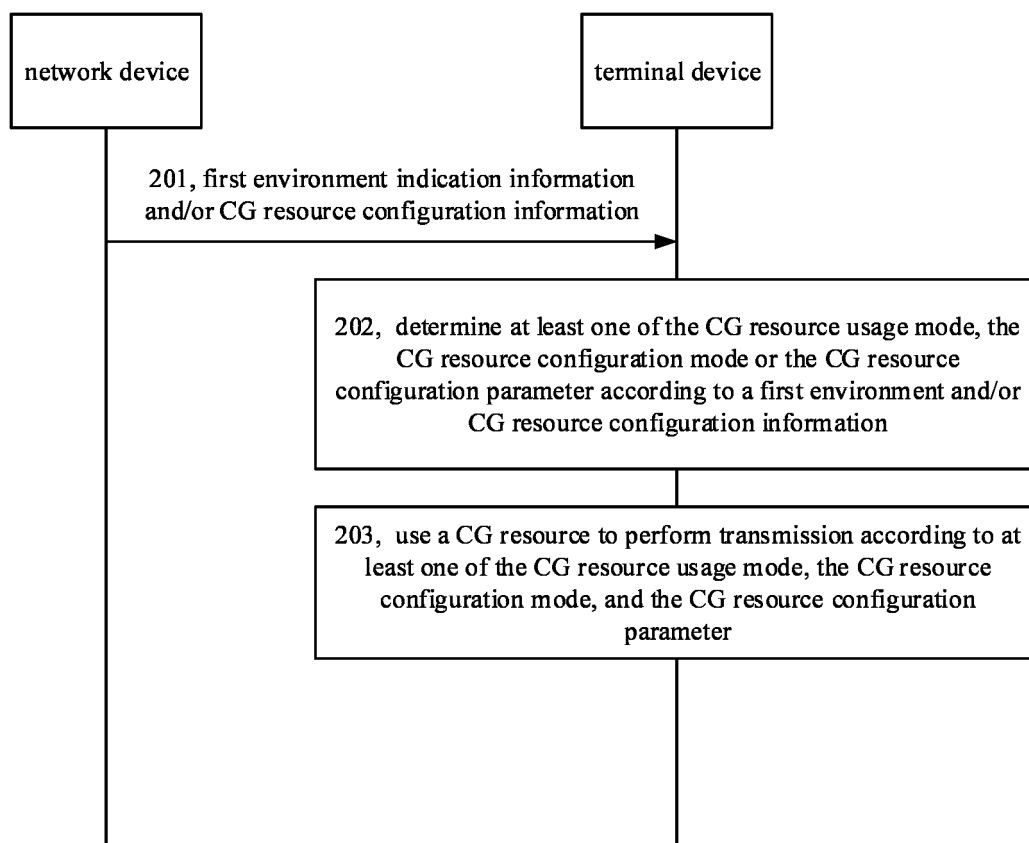 network device
terminal device
201, first environment indication information
and/or CG resource configuration information
202, determine at least one of the CG resource usage mode, the
CG resource configuration mode or the CG resource
configuration parameter according to a first environment and/or
CG resource configuration information
203, use a CG resource to perform transmission according to at
least one of the CG resource usage mode, the CG resource
configuration mode, and the CG resource configuration
parameter